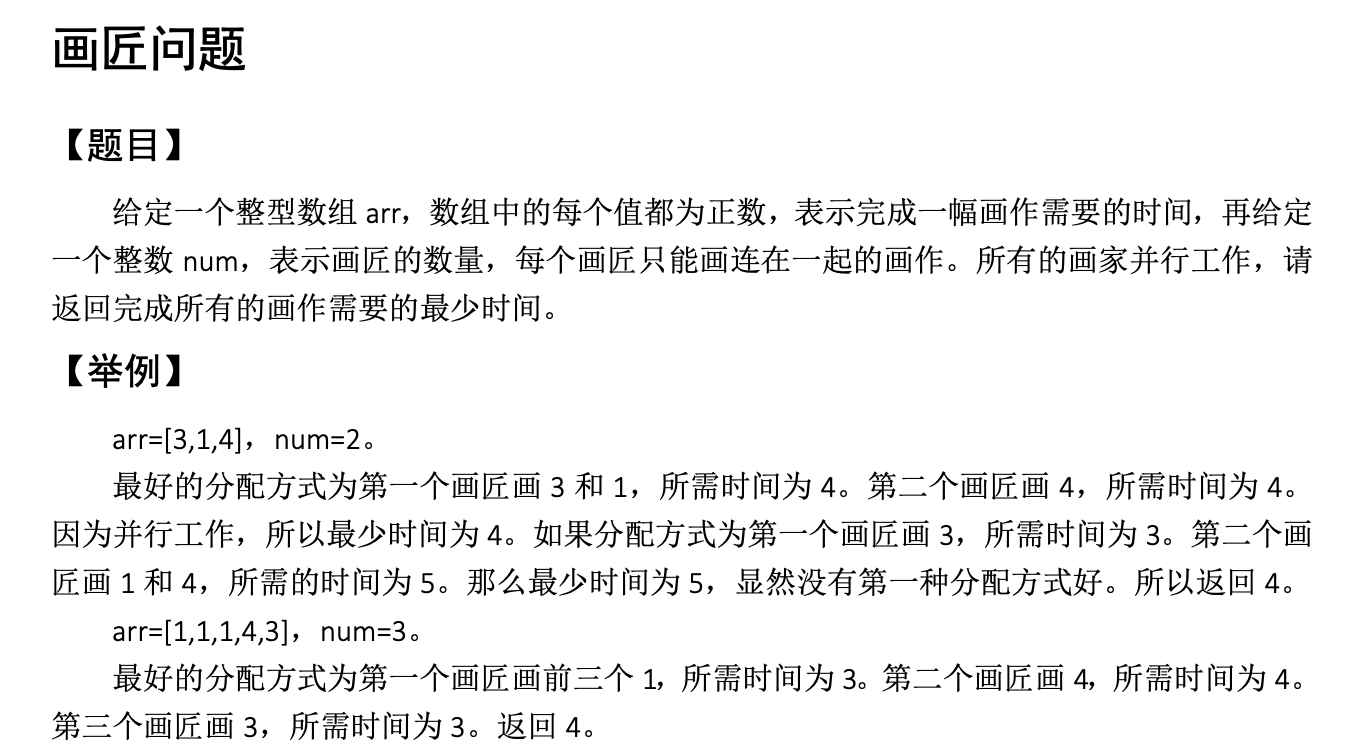 画匠问题
【题目】
给定一个整型数组 arr，数组中的每个值都为正数，表示完成一幅画作需要的时间，再给定
一个整数 num，表示画匠的数量，每个画匠只能画连在一起的画作。所有的画家并行工作，请
返回完成所有的画作需要的最少时间。
【举例】
arr=[3,1,4]，num=2。
最好的分配方式为第一个画匠画 3 和 1，所需时间为 4。第二个画匠画 4，所需时间为 4。
因为并行工作，所以最少时间为 4。如果分配方式为第一个画匠画 3，所需时间为 3。第二个画
匠画 1 和 4，所需的时间为 5。那么最少时间为 5，显然没有第一种分配方式好。所以返回 4。
arr=[1,1,1,4,3]，num=3。
最好的分配方式为第一个画匠画前三个 1，所需时间为 3。第二个画匠画 4，所需时间为 4。
第三个画匠画 3，所需时间为 3。返回 4。